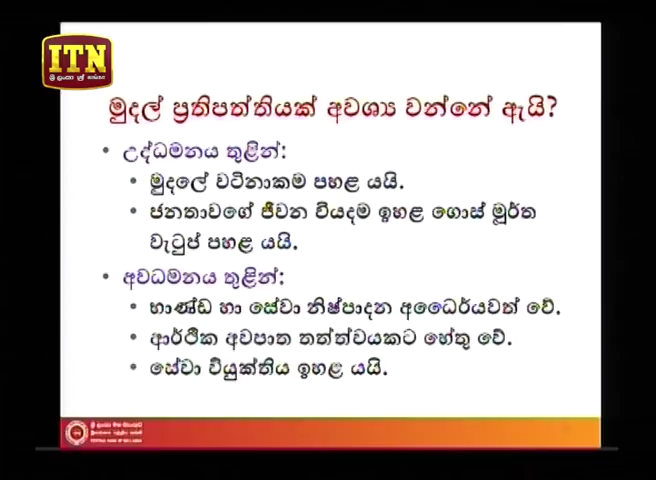 ITN
මුදල් ප්‍රතිපත්තියක් අවශ්‍ය වන්නේ ඇයි?
• උද්ධමනය තුළින්:
• මුදලේ වටිනාකම පහළ යයි.
• ජනතාවගේ ජීවන වියදම ඉහළ ගොස් මූර්ත
වැටුප් පහළ යයි.
• අවධමනය තුළින්:
• භාණ්ඩ හා සේවා නිෂ්පාදන අධෛර්යවත් වේ.
• ආර්ථික අවපාත තත්ත්වයකට හේතු වේ.
• සේවා වියුක්තිය ඉහළ යයි.
ශ්‍රී ලංකා මහ බැංකුව